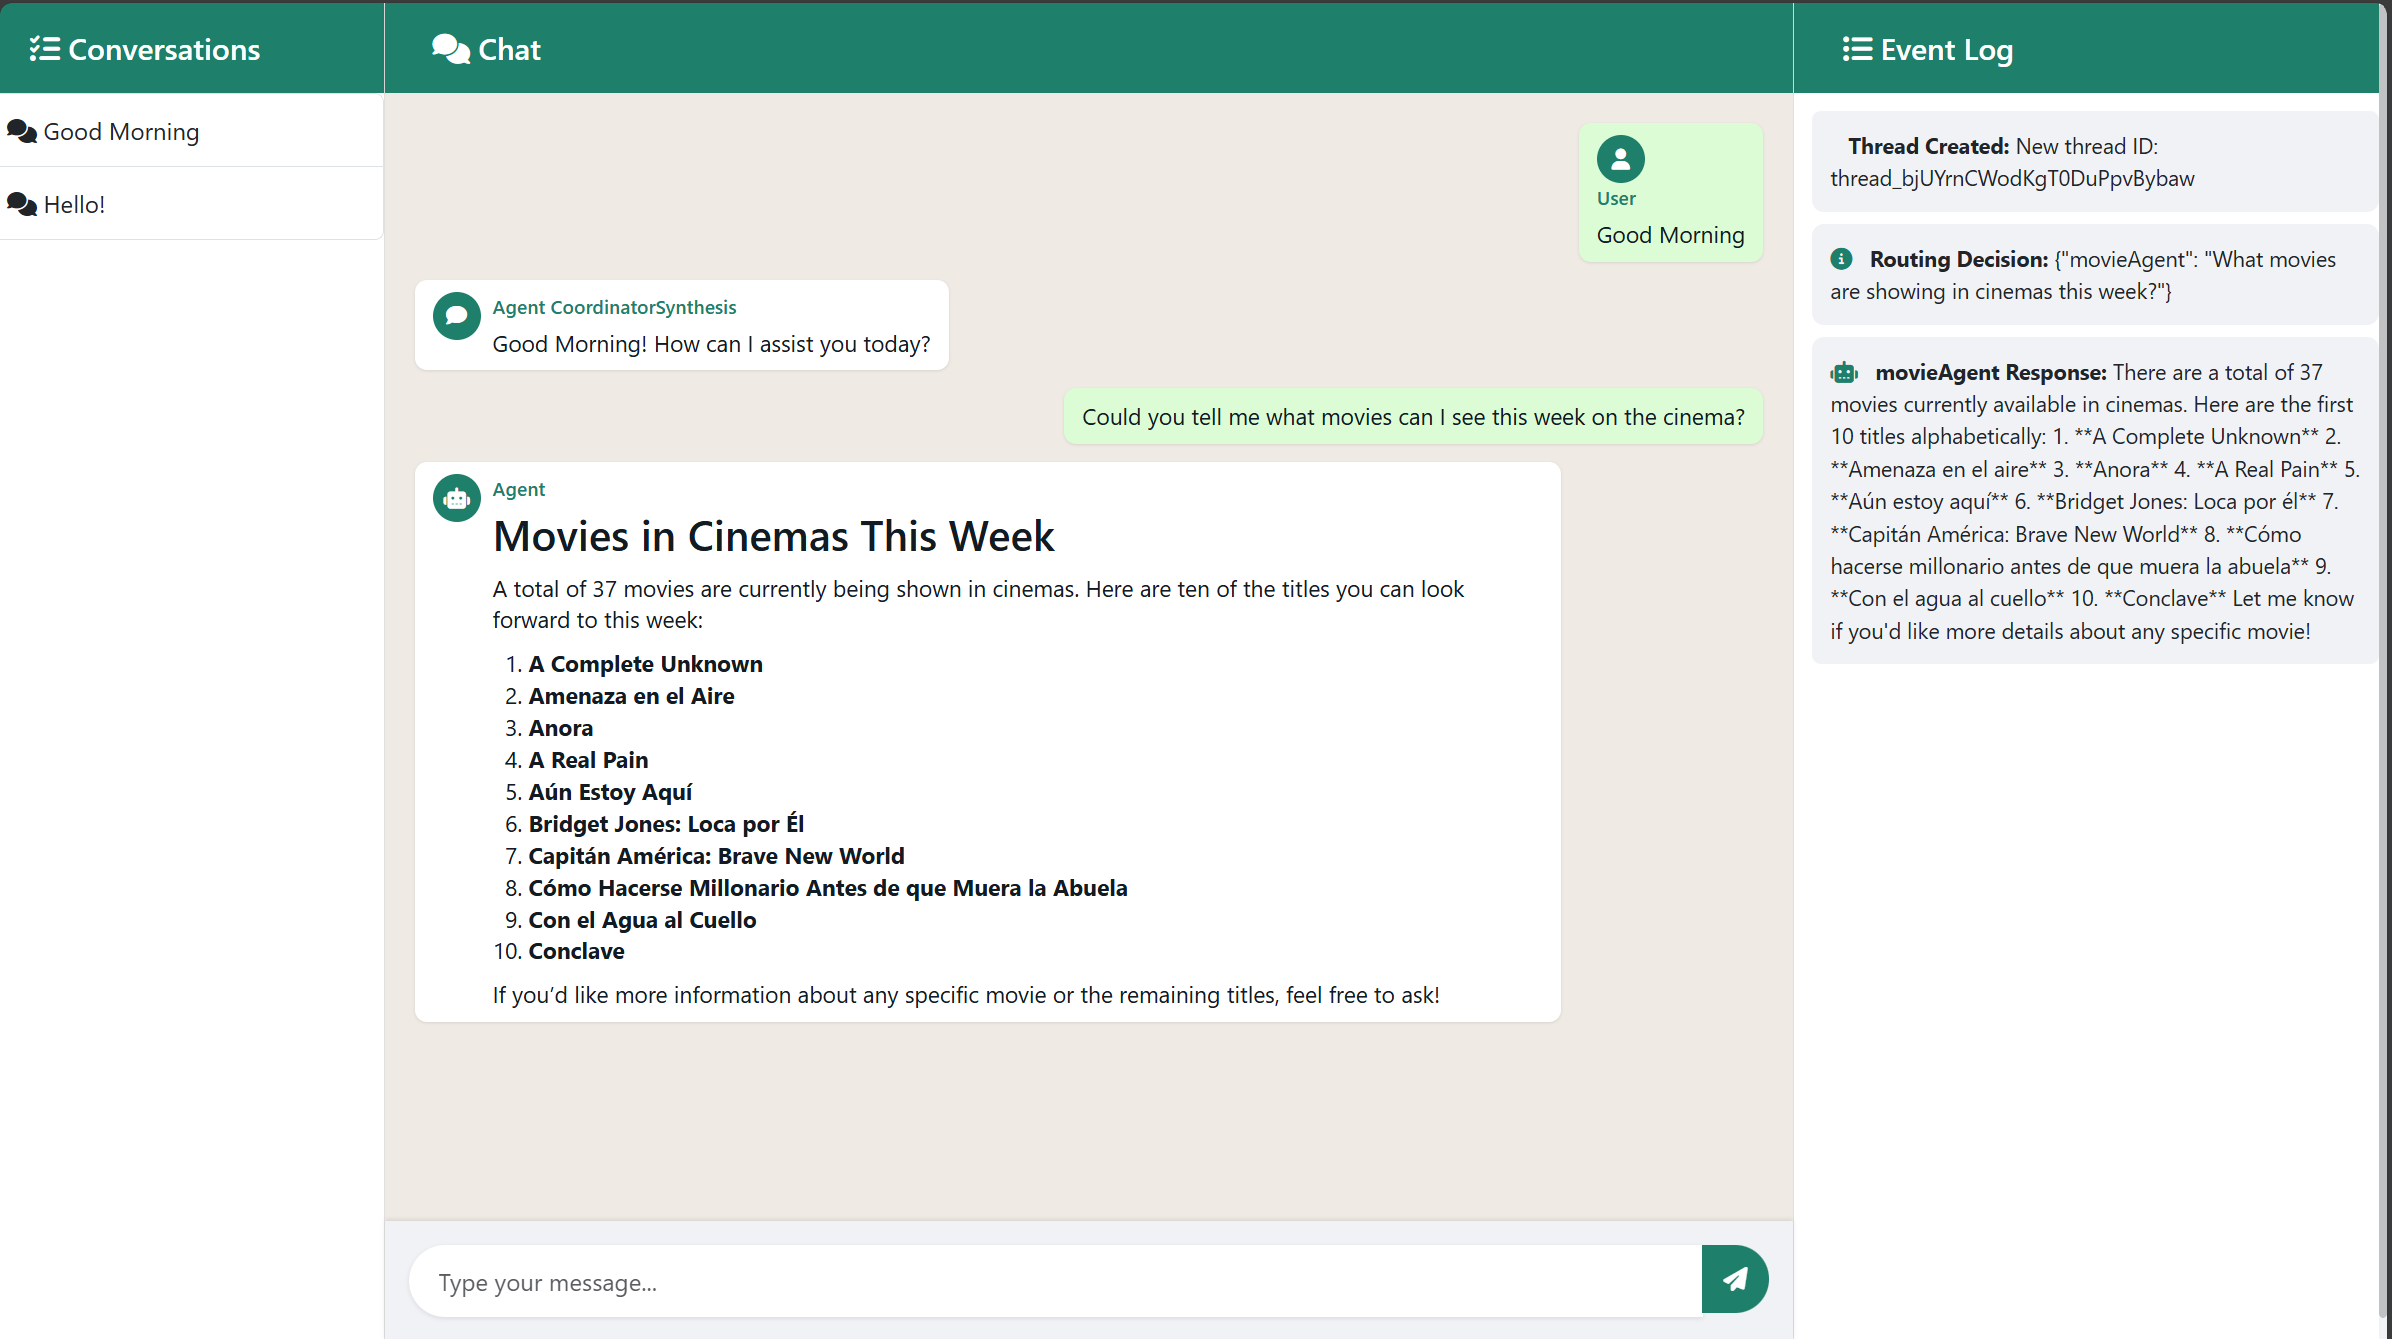 Conversations
Good Morning
Hello!
Chat
User
Good Morning
Agent CoordinatorSynthesis
Good Morning! How can I assist you today?
Could you tell me what movies can I see this week on the cinema?
Agent
Movies in Cinemas This Week
A total of 37 movies are currently being shown in cinemas. Here are ten of the titles you can look
forward to this week:
1. A Complete Unknown
2. Amenaza en el Aire
3. Anora
4. A Real Pain
5. Aún Estoy Aquí
6. Bridget Jones: Loca por Él
7. Capitán América: Brave New World
8. Cómo Hacerse Millonario Antes de que Muera la Abuela
9. Con el Agua al Cuello
10. Conclave
If you’d like more information about any specific movie or the remaining titles, feel free to ask!
Type your message...
Event Log
Thread Created: New thread ID:
thread_bjUYrnCWodKgT0DuPpvBybaw
Routing Decision: {"movieAgent": "What movies
are showing in cinemas this week?"}
movieAgent Response: There are a total of 37
movies currently available in cinemas. Here are the first
10 titles alphabetically: 1. **A Complete Unknown** 2.
**Amenaza en el aire** 3. **Anora** 4. **A Real Pain** 5.
**Aún estoy aquí** 6. **Bridget Jones: Loca por él** 7.
**Capitán América: Brave New World** 8. **Cómo
hacerse millonario antes de que muera la abuela** 9.
**Con el agua al cuello** 10. **Conclave** Let me know
if you'd like more details about any specific movie!